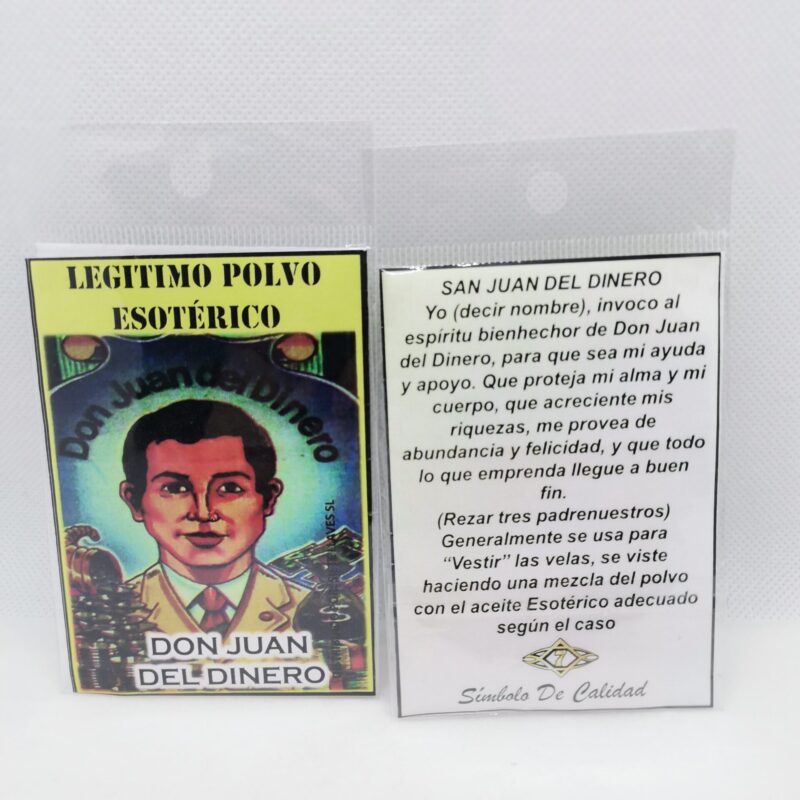 LEGITIMO POLVO
ESOTÉRICO
Don Juan del Dinero
AVES SL
DON JUAN
DEL DINERO
SAN JUAN DEL DINERO
Yo (decir nombre), invoco al
espíritu bienhechor de Don Juan
del Dinero, para que sea mi ayuda
y apoyo. Que proteja mi alma y mi
cuerpo, que acreciente mis
riquezas, me provea de
abundancia y felicidad, y que todo
lo que emprenda llegue a buen
fin.
(Rezar tres padrenuestros)
Generalmente se usa para
“Vestir” las velas, se viste
haciendo una mezcla del polvo
con el aceite Esotérico adecuado
según el caso
7
Símbolo De Calidad